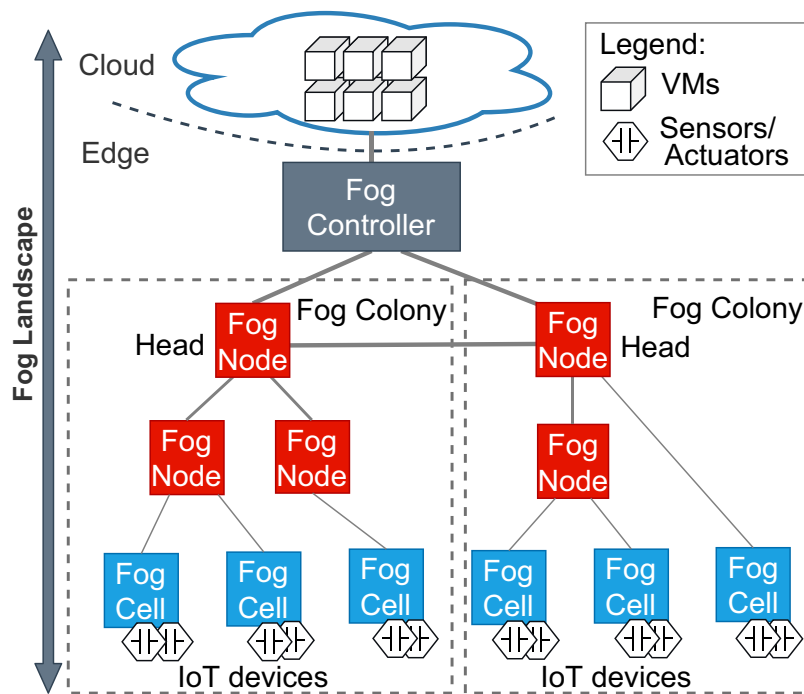 Cloud
Edge
Legend:
VMs
Sensors/
Actuators
Fog
Controller
Fog Landscape
Fog Colony
Head
Fog
Node
Fog Colony
Head
Fog
Node
Fog
Node
Fog
Node
Fog
Node
Fog
Cell
Fog
Cell
Fog
Cell
Fog
Cell
Fog
Cell
Fog
Cell
IoT devices
IoT devices